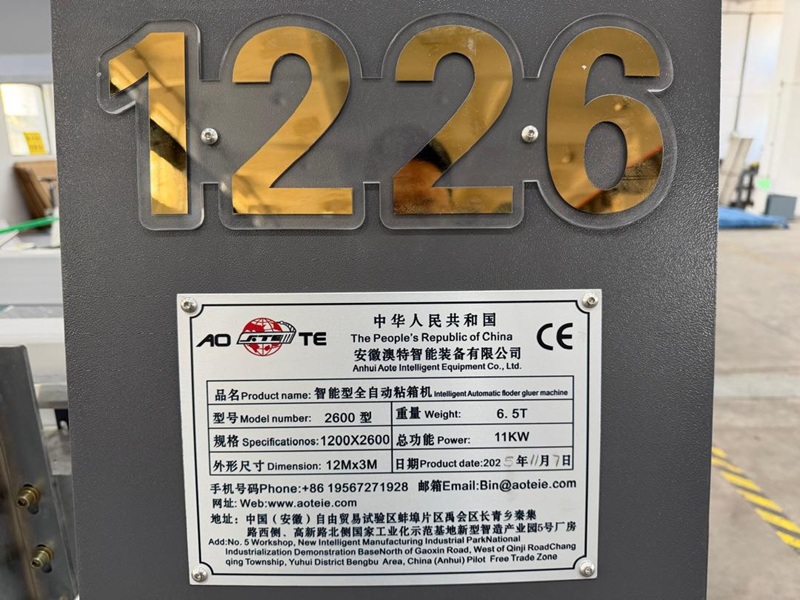 1226
AO JATE TE
中华人民共和国
The People's Republic of China
安徽澳特智能装备有限公司
Anhui Aote Intelligent Equipment Co., Ltd.
CE
品名Product name: 智能型全自动粘箱机Intelligent Automatic floder gluer machine
型号Model number: 2600 型 重量 Weight: 6.5T
规格 Specificationos: 1200X2600 总功能 Power: 11KW
外形尺寸 Dimension: 12Mx3M 日期Product date:2025年11月7日
手机号码Phone:+86 19567271928 邮箱Email:Bin@aoteie.com
网址: Web:www.aoteie.com
地址: 中国（安徽）自由贸易试验区蚌埠片区禹会区长青乡秦集
路西侧、高新路北侧国家工业化示范基地新型智造产业园5号厂房
Add:No. 5 Workshop, New Intelligent Manufacturing Industrial ParkNational
Industrialization Demonstration BaseNorth of Gaoxin Road, West of Qinji RoadChang
qing Township, Yuhui District Bengbu Area, China (Anhui) Pilot Free Trade Zone